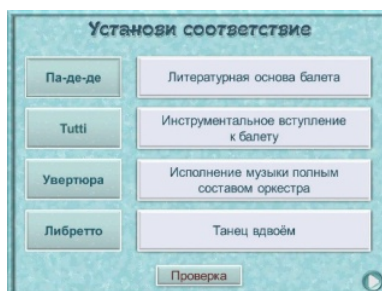 Установи соответствие
Па-де-де
Литературная основа балета
Tutti
Инструментальное вступление
к балету
Увертюра
Исполнение музыки полным
составом оркестра
Либретто
Танец вдвоём
Проверка